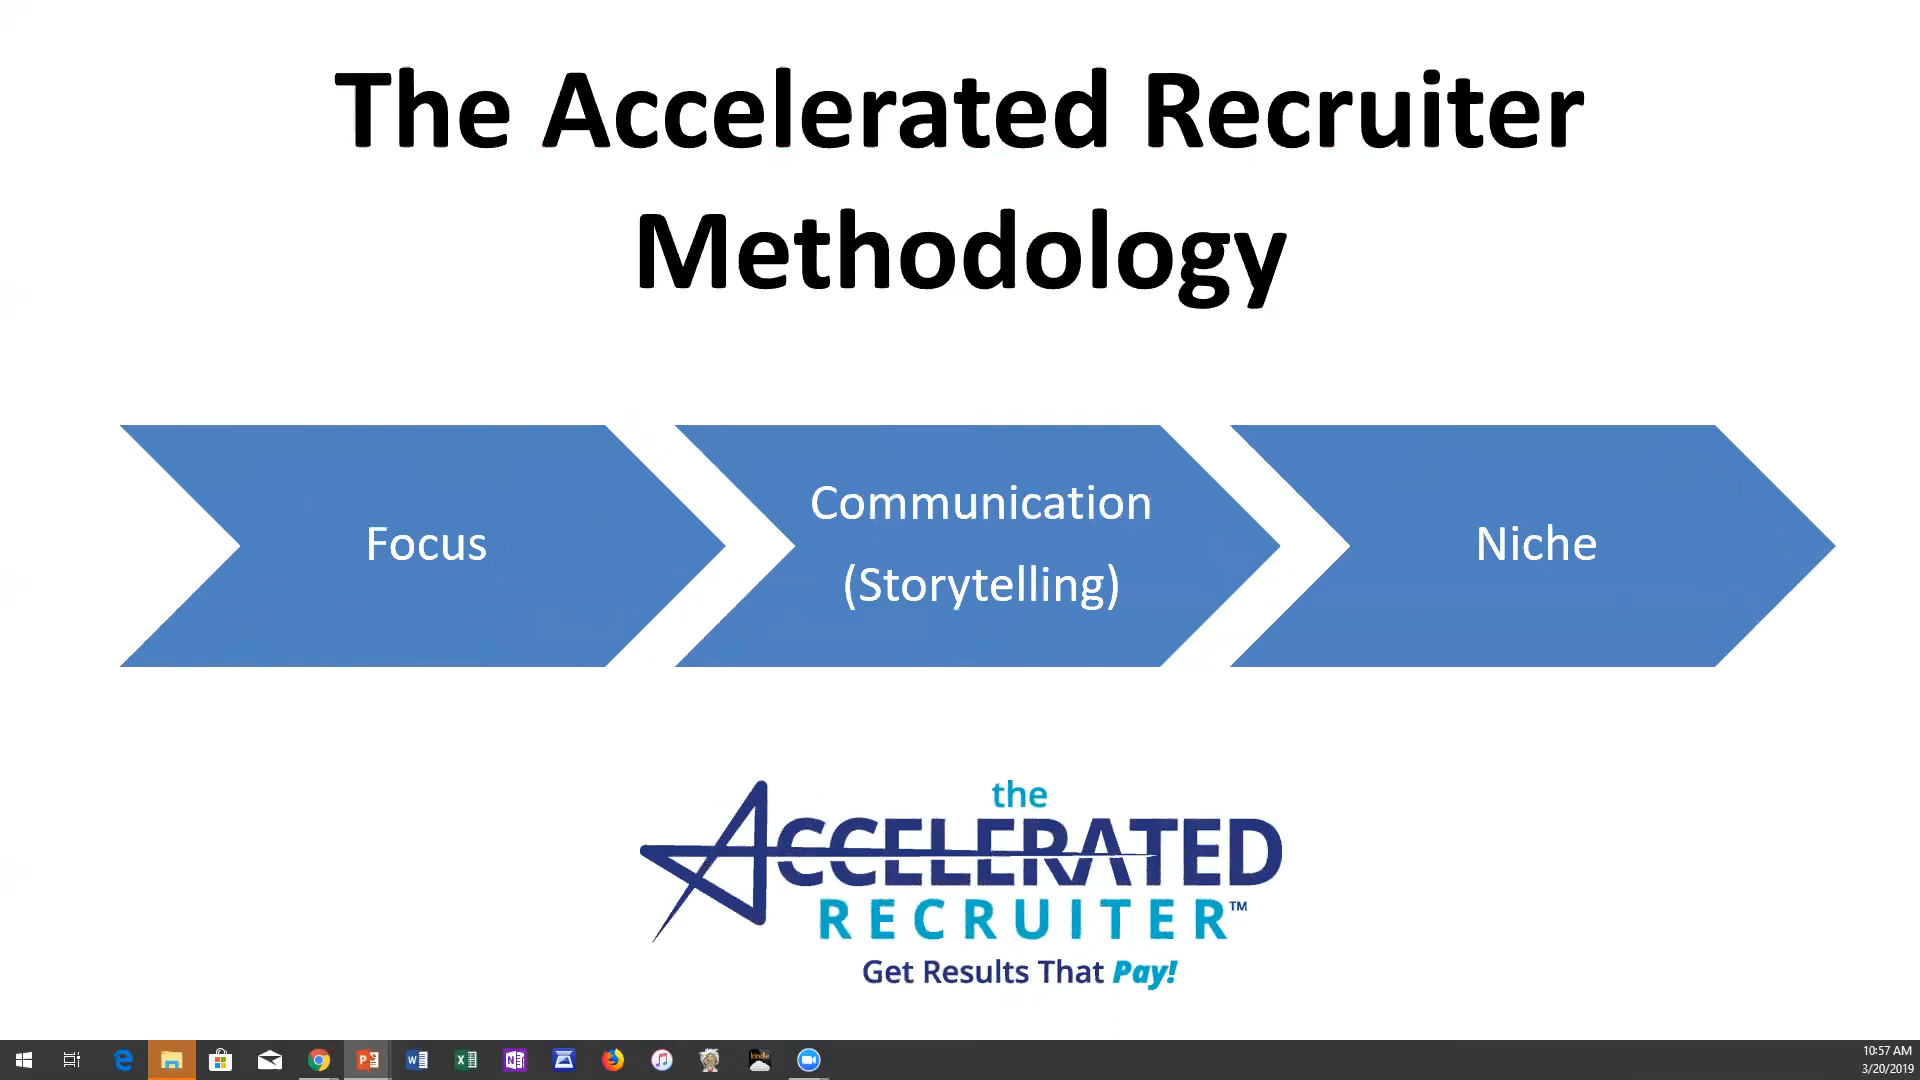 The Accelerated Recruiter
Methodology
Focus
Communication
(Storytelling)
Niche
the
ACCELERATED
RECRUITER™
Get Results That Pay!
kindle
10:57 AM
3/20/2019